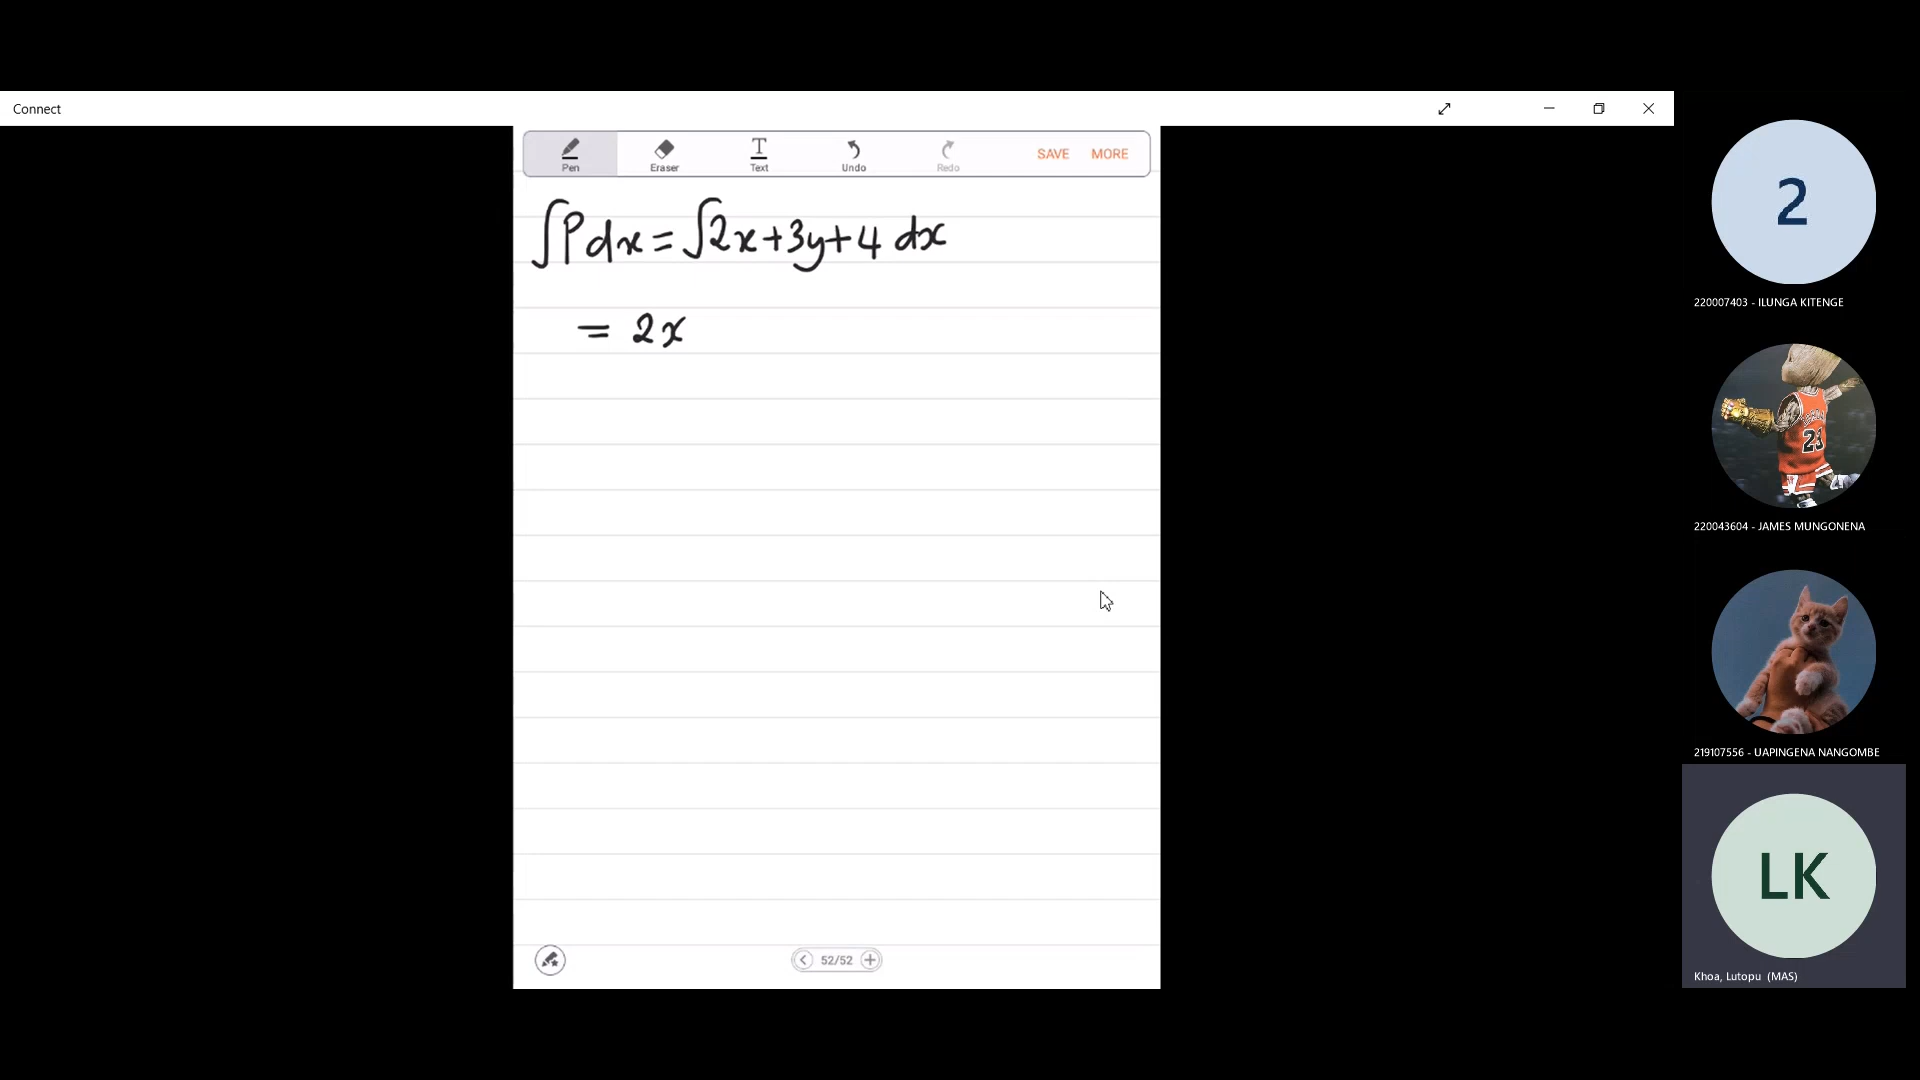 Connect
Pen Eraser Text Undo Redo SAVE MORE
∫P dx = ∫2x+3y+4 dx
= 2x
52/52
2
220007403 - ILUNGA KITENGE
23
220043604 - JAMES MUNGONENA
219107556 - UAPINGENA NANGOMBE
LK
Khoa, Lutopu (MAS)